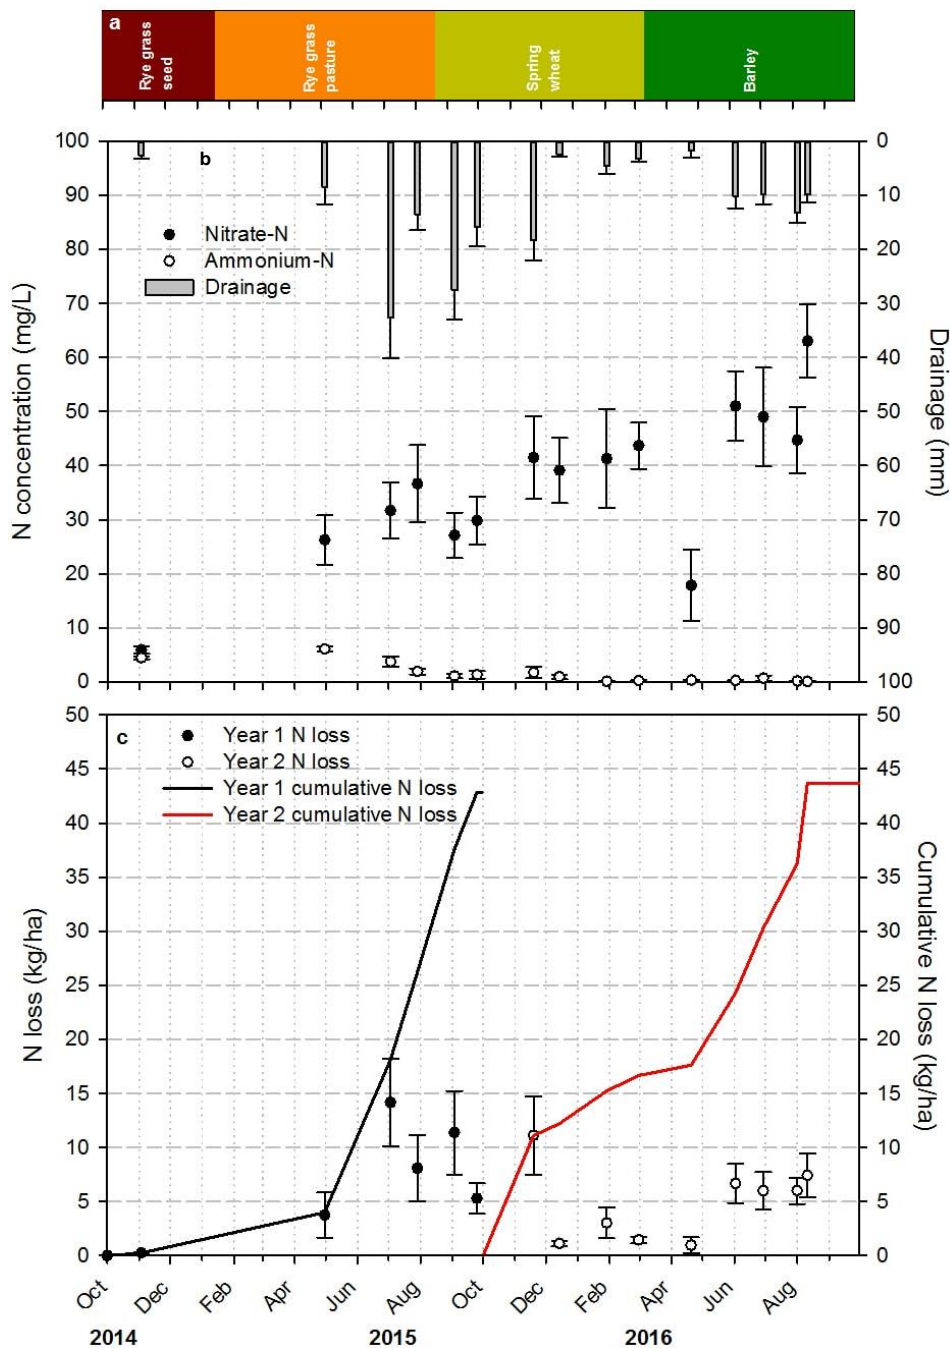 a
Rye grass
seed
Rye grass
pasture
Spring
wheat
Barley
b
Nitrate-N
Ammonium-N
Drainage
N concentration (mg/L)
100
90
80
70
60
50
40
30
20
10
0
0
10
20
30
40
50
60
70
80
90
100
Drainage (mm)
c
Year 1 N loss
Year 2 N loss
Year 1 cumulative N loss
Year 2 cumulative N loss
N loss (kg/ha)
50
45
40
35
30
25
20
15
10
5
0
50
45
40
35
30
25
20
15
10
5
0
Cumulative N loss (kg/ha)
Oct
Dec
Feb
Apr
Jun
Aug
Oct
Dec
Feb
Apr
Jun
Aug
2014
2015
2016